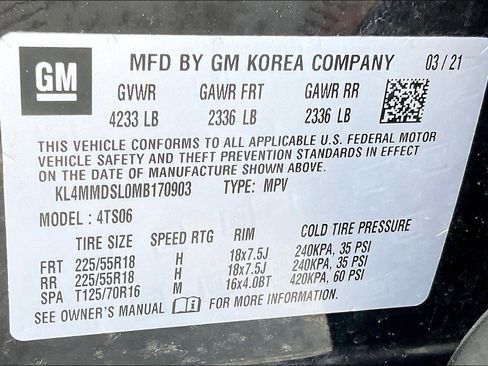 GM
MFD BY GM KOREA COMPANY 03/21
GVWR GAWR FRT GAWR RR
4233 LB 2336 LB 2336 LB
THIS VEHICLE CONFORMS TO ALL APPLICABLE U.S. FEDERAL MOTOR
VEHICLE SAFETY AND THEFT PREVENTION STANDARDS IN EFFECT
ON THE DATE OF MANUFACTURE SHOWN ABOVE.
KL4MMDSL0MB170903 TYPE: MPV
MODEL : 4TS06
TIRE SIZE SPEED RTG RIM COLD TIRE PRESSURE
FRT 225/55R18 H 18x7.5J 240KPA, 35 PSI
RR 225/55R18 H 18x7.5J 240KPA, 35 PSI
SPA T125/70R16 M 16x4.0BT 420KPA, 60 PSI
SEE OWNER'S MANUAL FOR MORE INFORMATION